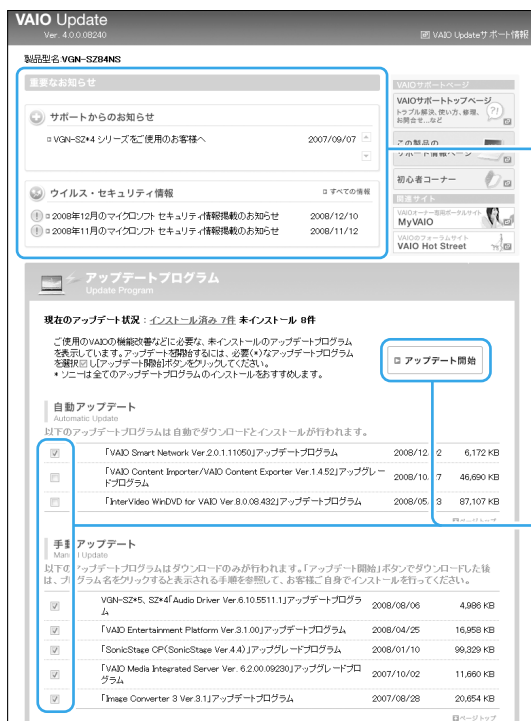 VAIO Update
Ver. 4.0.0.08240
VAIO Updateサポート情報
製品型名 VGN-SZ84NS
重要なお知らせ
サポートからのお知らせ
VGN-SZ*4 シリーズをご使用のお客様へ 2007/09/07
ウイルス・セキュリティ情報 すべての情報
2008年12月のマイクロソフト セキュリティ情報掲載のお知らせ 2008/12/10
2008年11月のマイクロソフト セキュリティ情報掲載のお知らせ 2008/11/12
VAIOサポートページ
VAIOサポートトップページ
トラブル解決、使い方、修理、
お問合せ...など
この製品の
サポート情報ページ
初心者コーナー
関連サイト
VAIOオーナー専用ポータルサイト
MyVAIO
VAIOのフォーラムサイト
VAIO Hot Street
アップデートプログラム
Update Program
現在のアップデート状況:インストール済み 7件 未インストール 8件
ご使用のVAIOの機能改善などに必要な、未インストールのアップデートプログラム
を表示しています。アップデートを開始するには、必要(*)なアップデートプログラム
を選択し[アップデート開始]ボタンをクリックしてください。
* ソニーは全てのアップデートプログラムのインストールをおすすめします。
アップデート開始
自動アップデート
Automatic Update
以下のアップデートプログラムは自動でダウンロードとインストールが行われます。
「VAIO Smart Network Ver.2.0.1.11050」アップデートプログラム 2008/12/ 2 6,172 KB
「VAIO Content Importer/VAIO Content Exporter Ver.1.4.52」アップグレー
ドプログラム 2008/10/ 7 46,690 KB
「InterVideo WinDVD for VAIO Ver.8.0.08.432」アップデートプログラム 2008/05/ 3 87,107 KB
ページトップ
手動アップデート
Manual Update
以下のアップデートプログラムはダウンロードのみが行われます。「アップデート開始」ボタンでダウンロードした後
は、プログラム名をクリックすると表示される手順を参照して、お客様ご自身でインストールを行ってください。
VGN-SZ*5, SZ*4「Audio Driver Ver.6.10.5511.1」アップデートプログラ
ム 2008/08/06 4,986 KB
「VAIO Entertainment Platform Ver.3.1.00」アップデートプログラム 2008/04/25 16,958 KB
「SonicStage CP(SonicStage Ver.4.4)」アップグレードプログラム 2008/01/10 99,329 KB
「VAIO Media Integrated Server Ver. 6.2.00.09230」アップグレードプロ
グラム 2007/10/02 11,660 KB
「Image Converter 3 Ver.3.1」アップデートプログラム 2007/08/28 20,654 KB
ページトップ